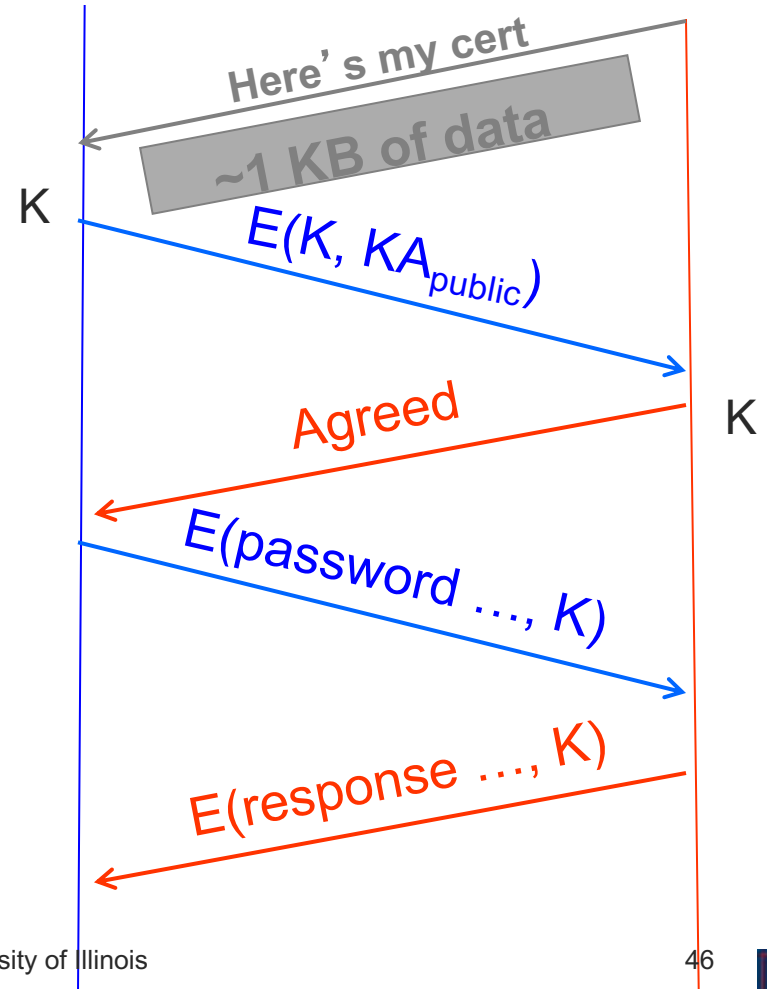 Here's my cert
~1 KB of data
K
E(K, KA_public)
Agreed
K
E(password …, K)
E(response …, K)
sity of Illinois
46